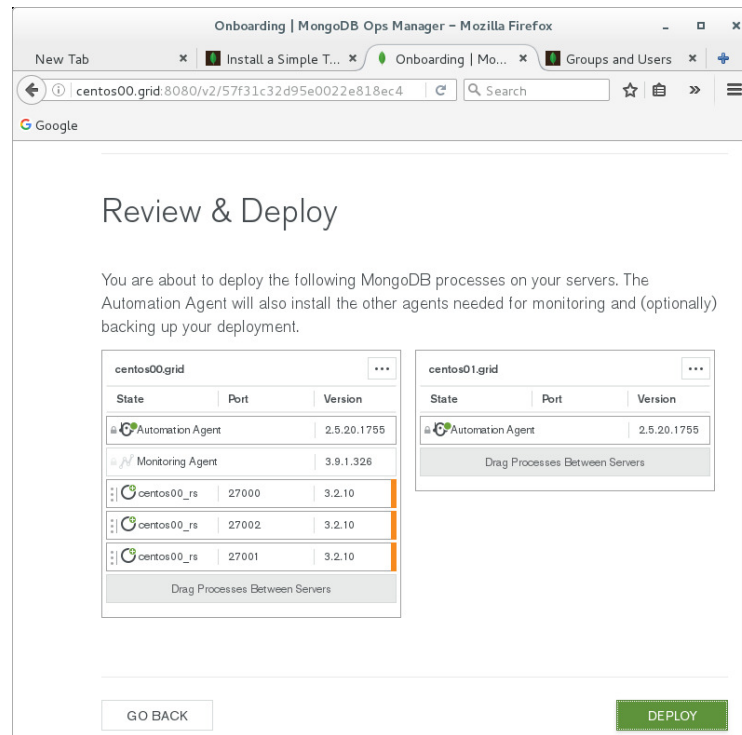 Onboarding | MongoDB Ops Manager - Mozilla Firefox
New Tab
Install a Simple T...
Onboarding | Mo...
Groups and Users
centos00.grid:8080/v2/57f31c32d95e0022e818ec4
Search
Google
Review & Deploy
You are about to deploy the following MongoDB processes on your servers. The
Automation Agent will also install the other agents needed for monitoring and (optionally)
backing up your deployment.
centos00.grid
State Port Version
Automation Agent 2.5.20.1755
Monitoring Agent 3.9.1.326
centos00_rs 27000 3.2.10
centos00_rs 27002 3.2.10
centos00_rs 27001 3.2.10
Drag Processes Between Servers
centos01.grid
State Port Version
Automation Agent 2.5.20.1755
Drag Processes Between Servers
GO BACK
DEPLOY